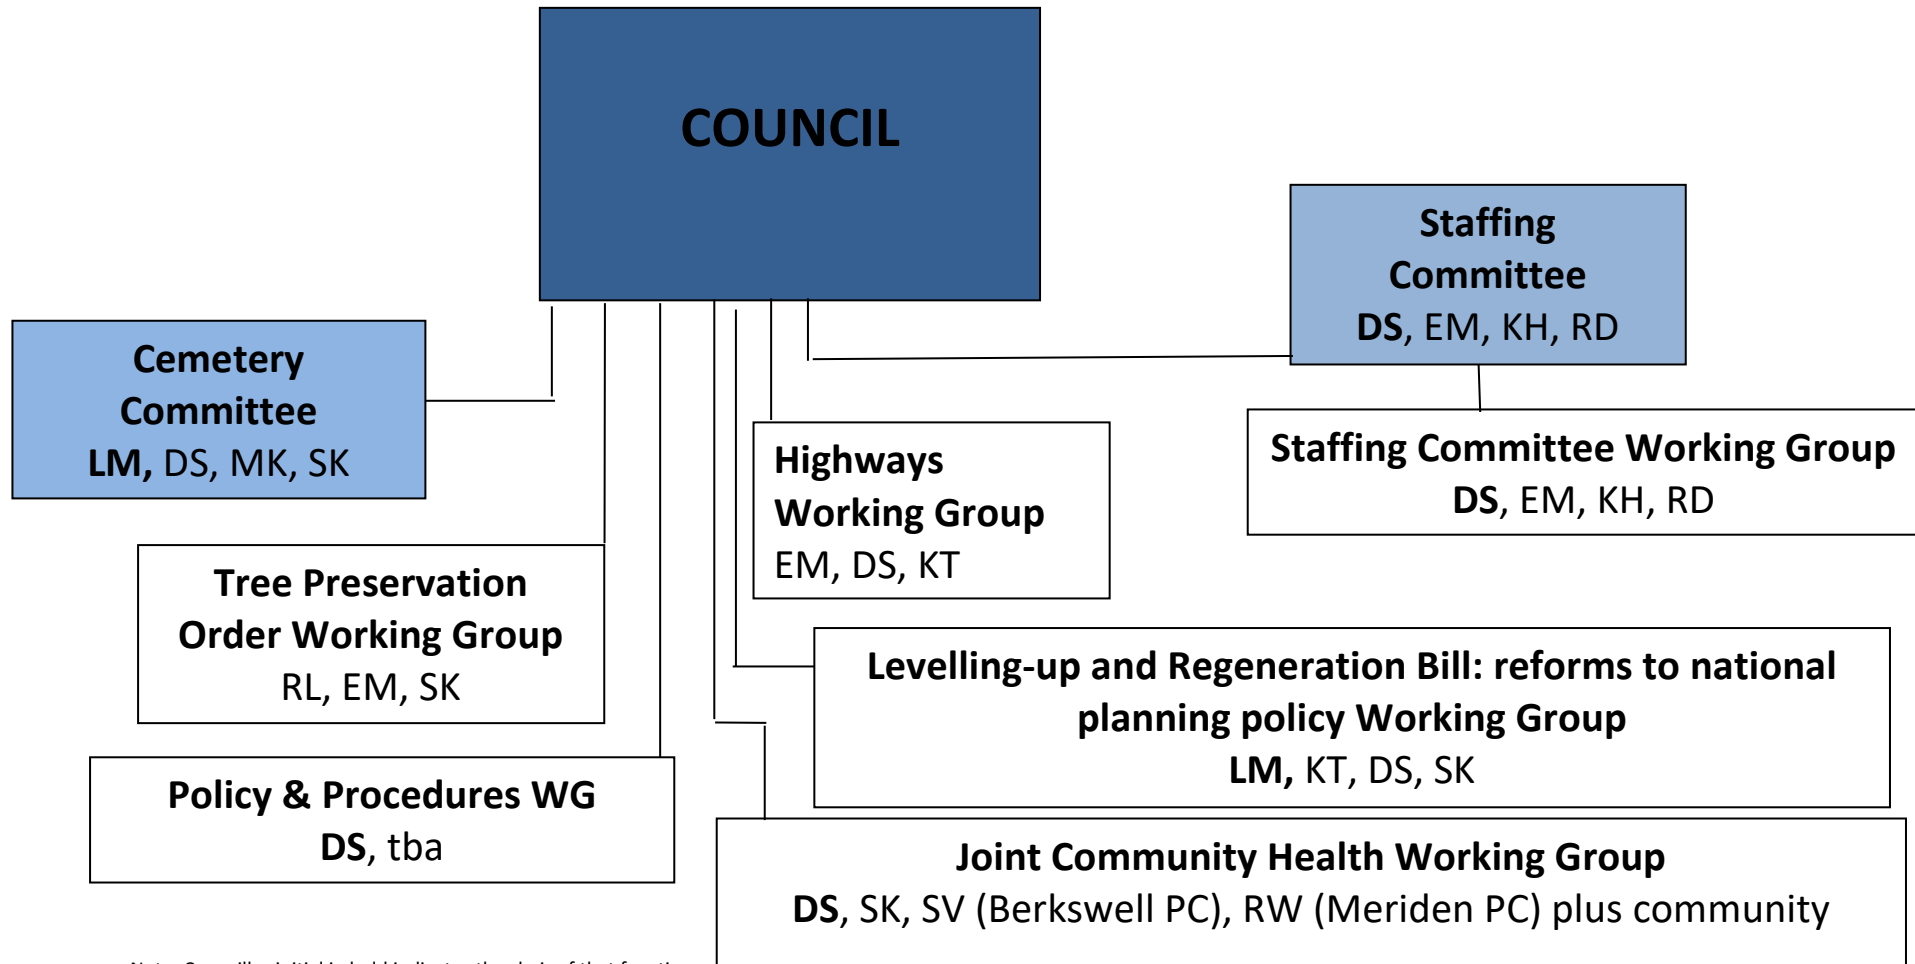 COUNCIL
Staffing
Committee
DS, EM, KH, RD
Cemetery
Committee
LM, DS, MK, SK
Staffing Committee Working Group
DS, EM, KH, RD
Highways
Working Group
EM, DS, KT
Tree Preservation
Order Working Group
RL, EM, SK
Levelling-up and Regeneration Bill: reforms to national
planning policy Working Group
LM, KT, DS, SK
Policy & Procedures WG
DS, tba
Joint Community Health Working Group
DS, SK, SV (Berkswell PC), RW (Meriden PC) plus community